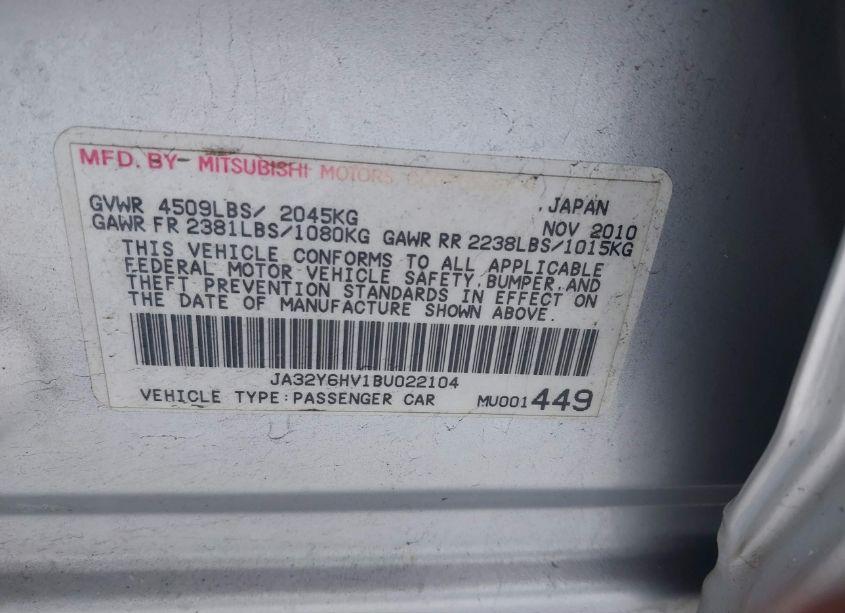 MFD. BY MITSUBISHI MOTORS CORPORATION
JAPAN
GVWR 4509LBS/ 2045KG NOV 2010
GAWR FR 2381LBS/1080KG GAWR RR 2238LBS/1015KG
THIS VEHICLE CONFORMS TO ALL APPLICABLE
FEDERAL MOTOR VEHICLE SAFETY, BUMPER, AND
THEFT PREVENTION STANDARDS IN EFFECT ON
THE DATE OF MANUFACTURE SHOWN ABOVE.
JA32Y6HV1BU022104
VEHICLE TYPE:PASSENGER CAR MU001449